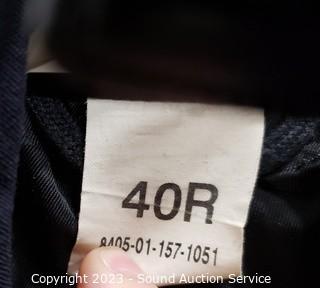 40R
8405-01-157-1051
Copyright 2023 - Sound Auction Service